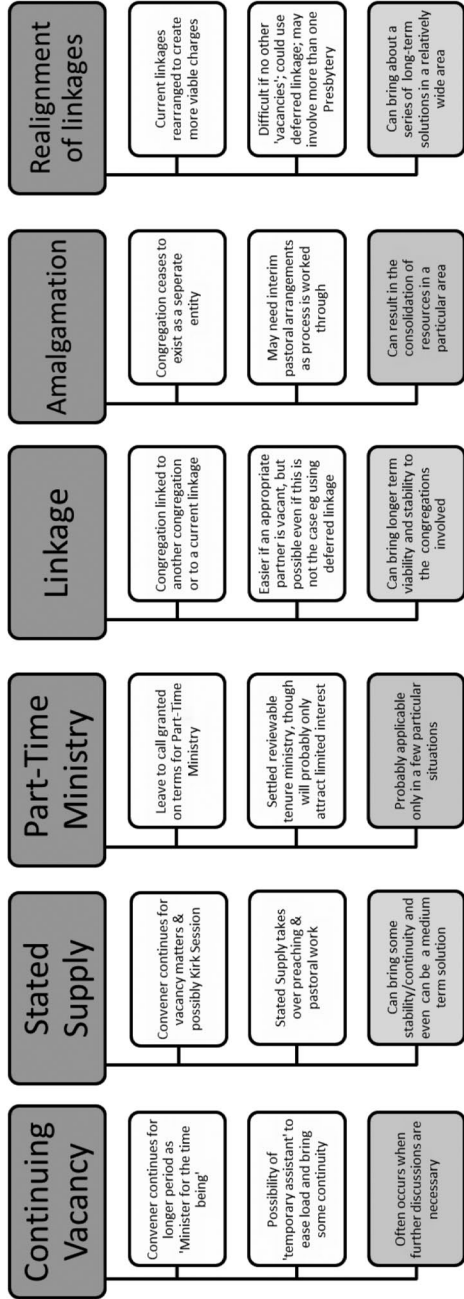 Continuing
Vacancy
Convener continues for
longer period as
'Minister for the time
being'
Possibility of
'temporary assistant' to
ease load and bring
some continuity
Often occurs when
further discussions are
necessary
Stated
Supply
Convener continues for
vacancy matters &
possibly Kirk Session
Stated Supply takes
over preaching &
pastoral work
Can bring some
stability/continuity and
even can be a medium
term solution
Part-Time
Ministry
Leave to call granted
on terms for Part-Time
Ministry
Settled reviewable
tenure ministry, though
will probably only
attract limited interest
Probably applicable
only in a few particular
situations
Linkage
Congregation linked to
another congregation
or to a current linkage
Easier if an appropriate
partner is vacant, but
possible even if this is
not the case eg using
deferred linkage
Can bring longer term
viability and stability to
the congregations
involved
Amalgamation
Congregation ceases to
exist as a seperate
entity
May need interim
pastoral arrangements
as process is worked
through
Can result in the
consolidation of
resources in a
particular area
Realignment
of linkages
Current linkages
rearranged to create
more viable charges
Difficult if no other
'vacancies'; could use
deferred linkage; may
involve more than one
Presbytery
Can bring about a
series of long-term
solutions in a relatively
wide area